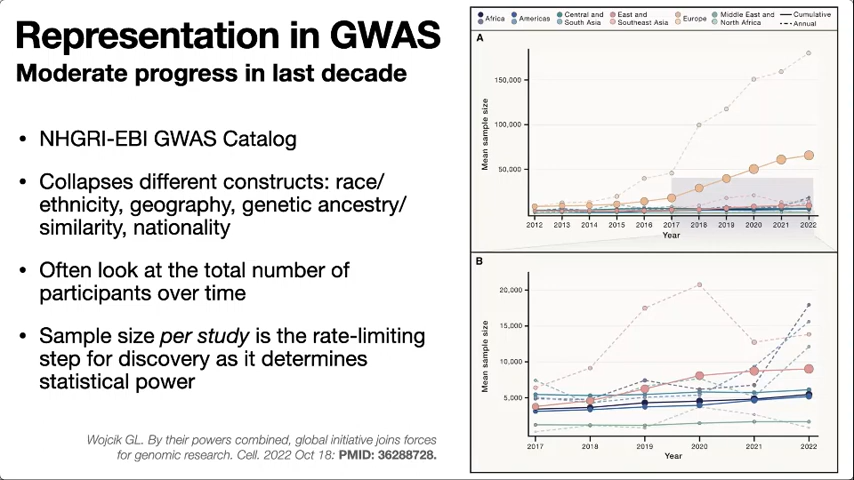 Representation in GWAS
Moderate progress in last decade
• NHGRI-EBI GWAS Catalog
• Collapses different constructs: race/
ethnicity, geography, genetic ancestry/
similarity, nationality
• Often look at the total number of
participants over time
• Sample size per study is the rate-limiting
step for discovery as it determines
statistical power
Wojcik GL. By their powers combined, global initiative joins forces
for genomic research. Cell. 2022 Oct 18: PMID: 36288728.
Africa
Americas
Central and
South Asia
East and
Southeast Asia
Europe
Middle East and
North Africa
Cumulative
Annual
A
150,000
100,000
50,000
Mean sample size
2012 2013 2014 2015 2016 2017 2018 2019 2020 2021 2022
Year
B
20,000
15,000
10,000
5,000
Mean sample size
2017 2018 2019 2020 2021 2022
Year